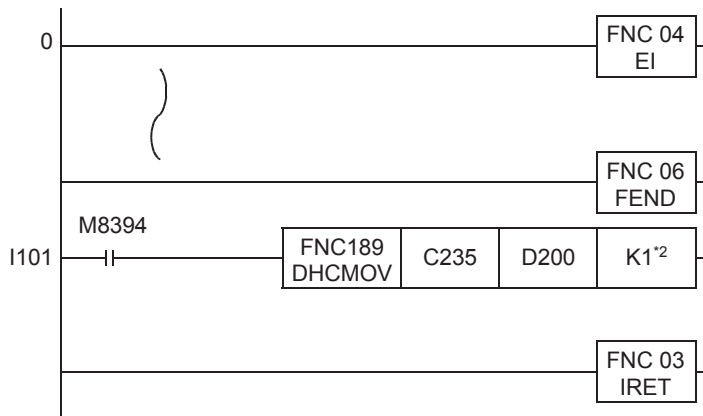 0
FNC 04
EI
FNC 06
FEND
M8394
I101
FNC189
DHCMOV
C235
D200
K1*2
FNC 03
IRET